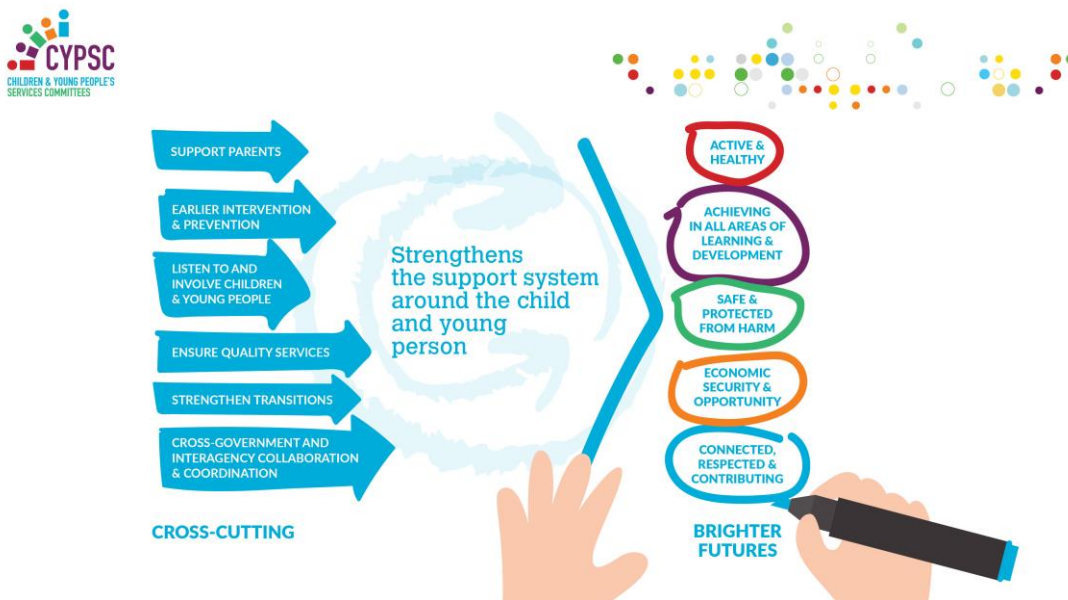 CYPSC
CHILDREN & YOUNG PEOPLE'S
SERVICES COMMITTEES
SUPPORT PARENTS
EARLIER INTERVENTION
& PREVENTION
LISTEN TO AND
INVOLVE CHILDREN
& YOUNG PEOPLE
ENSURE QUALITY SERVICES
STRENGTHEN TRANSITIONS
CROSS-GOVERNMENT AND
INTERAGENCY COLLABORATION
& COORDINATION
CROSS-CUTTING
Strengthens
the support system
around the child
and young
person
ACTIVE &
HEALTHY
ACHIEVING
IN ALL AREAS OF
LEARNING &
DEVELOPMENT
SAFE &
PROTECTED
FROM HARM
ECONOMIC
SECURITY &
OPPORTUNITY
CONNECTED,
RESPECTED &
CONTRIBUTING
BRIGHTER
FUTURES